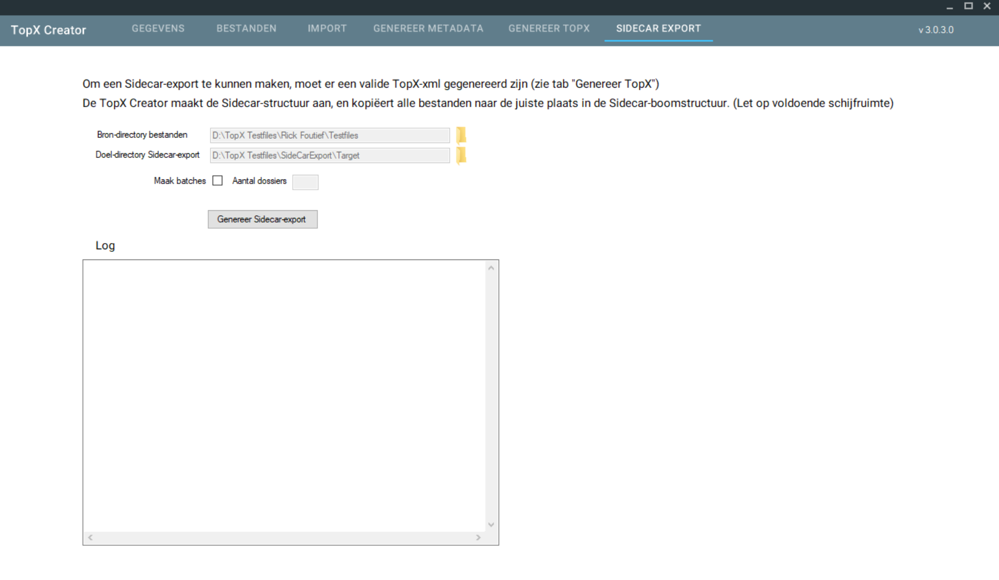 TopX Creator GEGEVENS BESTANDEN IMPORT GENEREER METADATA GENEREER TOPX SIDECAR EXPORT v 3.0.3.0
Om een Sidecar-export te kunnen maken, moet er een valide TopX-xml gegenereerd zijn (zie tab "Genereer TopX")
De TopX Creator maakt de Sidecar-structuur aan, en kopiëert alle bestanden naar de juiste plaats in de Sidecar-boomstructuur. (Let op voldoende schijfruimte)
Bron-directory bestanden D:\TopX Testfiles\Rick Foutief\Testfiles
Doel-directory Sidecar-export D:\TopX Testfiles\SideCarExport\Target
Maak batches Aantal dossiers
Genereer Sidecar-export
Log